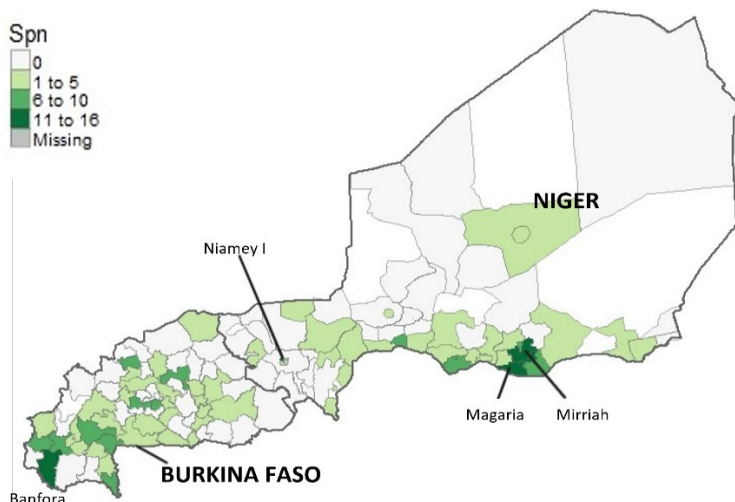 Spn
0
1 to 5
6 to 10
11 to 16
Missing
NIGER
Niamey I
Magaria
Mirriah
BURKINA FASO
Banfora